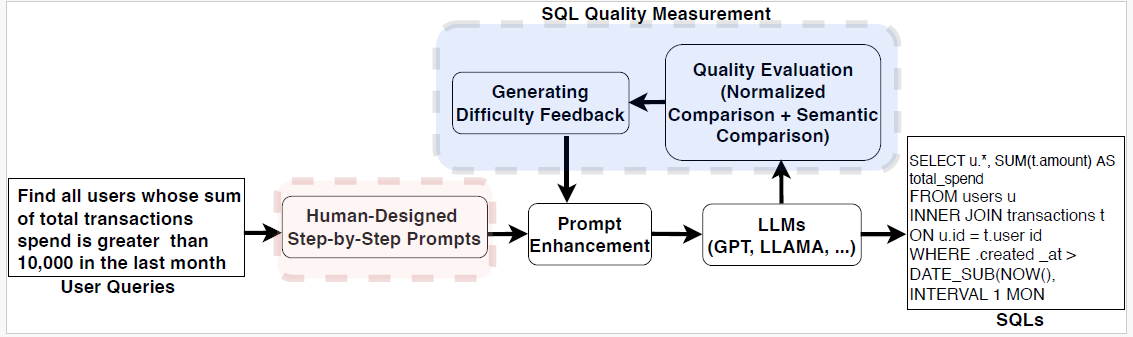 SQL Quality Measurement
Generating
Difficulty Feedback
Quality Evaluation
(Normalized
Comparison + Semantic
Comparison)
Find all users whose sum
of total transactions
spend is greater than
10,000 in the last month
User Queries
Human-Designed
Step-by-Step Prompts
Prompt
Enhancement
LLMs
(GPT, LLAMA, ...)
SELECT u.*, SUM(t.amount) AS
total_spend
FROM users u
INNER JOIN transactions t
ON u.id = t.user id
WHERE .created _at >
DATE_SUB(NOW(),
INTERVAL 1 MON
SQLs